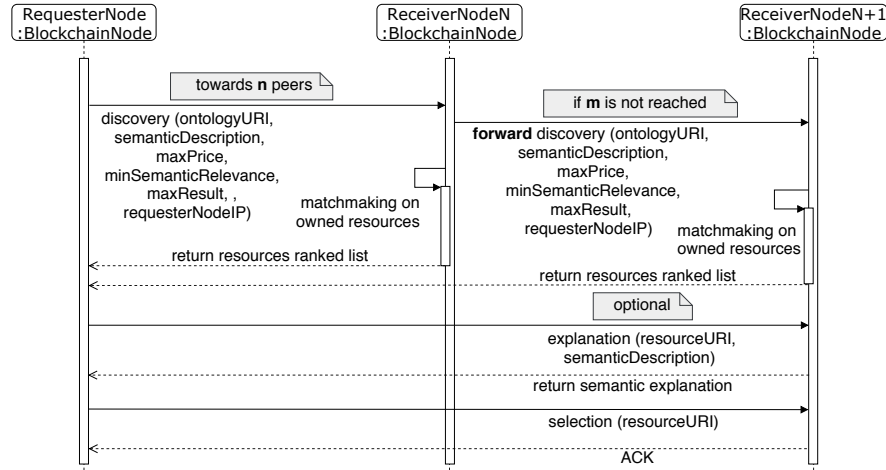 RequesterNode
:BlockchainNode
ReceiverNodeN
:BlockchainNode
ReceiverNodeN+1
:BlockchainNode
towards n peers
if m is not reached
discovery (ontologyURI,
semanticDescription,
maxPrice,
minSemanticRelevance,
maxResult, ,
requesterNodeIP)
forward discovery (ontologyURI,
semanticDescription,
maxPrice,
minSemanticRelevance,
maxResult,
requesterNodeIP)
matchmaking on
owned resources
matchmaking on
owned resources
return resources ranked list
return resources ranked list
optional
explanation (resourceURI,
semanticDescription)
return semantic explanation
selection (resourceURI)
ACK